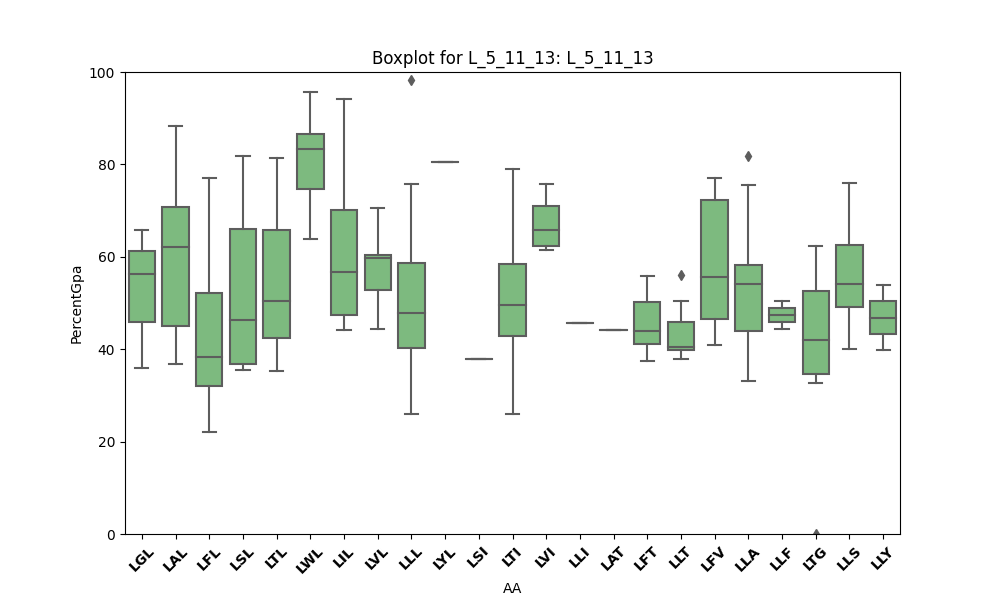 Boxplot for L_5_11_13: L_5_11_13
PercentGpa
100
80
60
40
20
0
LGL LAL LFL LSL LTL LWL LIL LVL LLL LYL LSI LTI LVI LLI LAT LFT LLT LFV LLA LLF LTG LLS LLY
AA